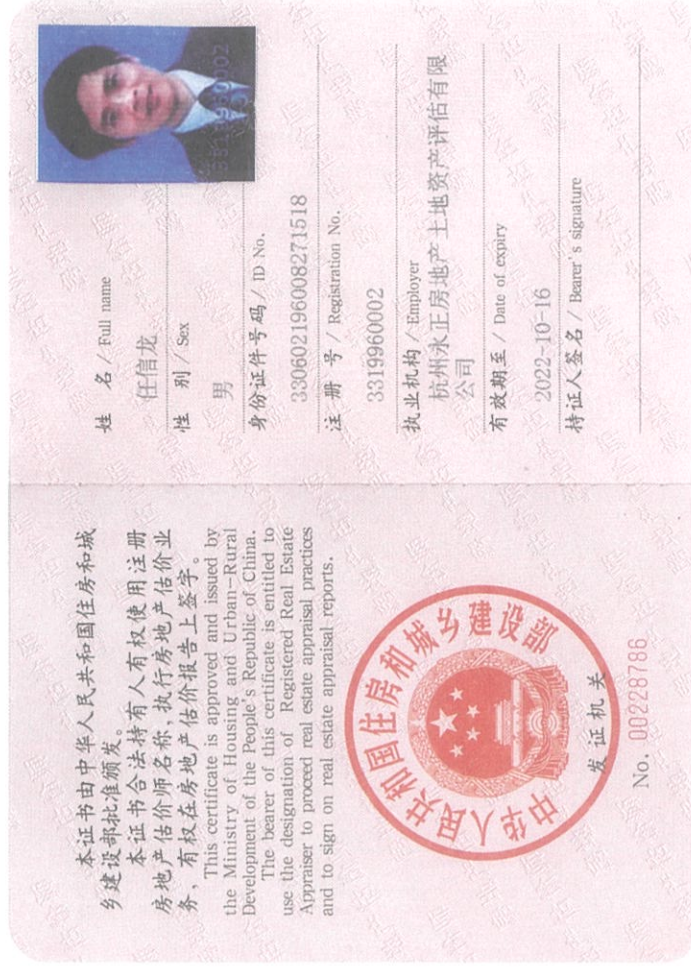 本证书由中华人民共和国住房和城
乡建设部批准颁发。
本证书合法持有人有权使用注册
房地产估价师名称,执行房地产估价业
务,有权在房地产估价报告上签字。
This certificate is approved and issued by
the Ministry of Housing and Urban-Rural
Development of the People's Republic of China.
The bearer of this certificate is entitled to
use the designation of Registered Real Estate
Appraiser to proceed real estate appraisal practices
and to sign on real estate appraisal reports.
中华人民共和国住房和城乡建设部
发证机关
No. 00228786
姓 名 / Full name
任信龙
性 别 / Sex
男
身份证件号码 / ID No.
330602196008271518
注 册 号 / Registration No.
3319960002
执业机构 / Employer
杭州永正房地产土地资产评估有限
公司
有效期至 / Date of expiry
2022-10-16
持证人签名 / Bearer's signature
3319960002